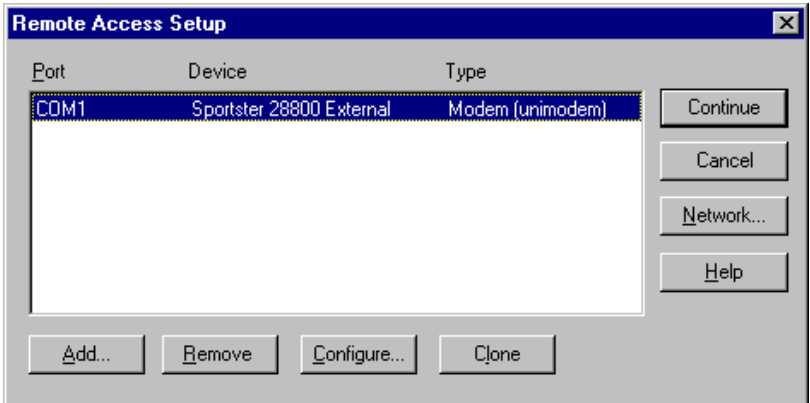 Remote Access Setup
Port Device Type
COM1 Sportster 28800 External Modem (unimodem)
Continue
Cancel
Network...
Help
Add... Remove Configure... Clone